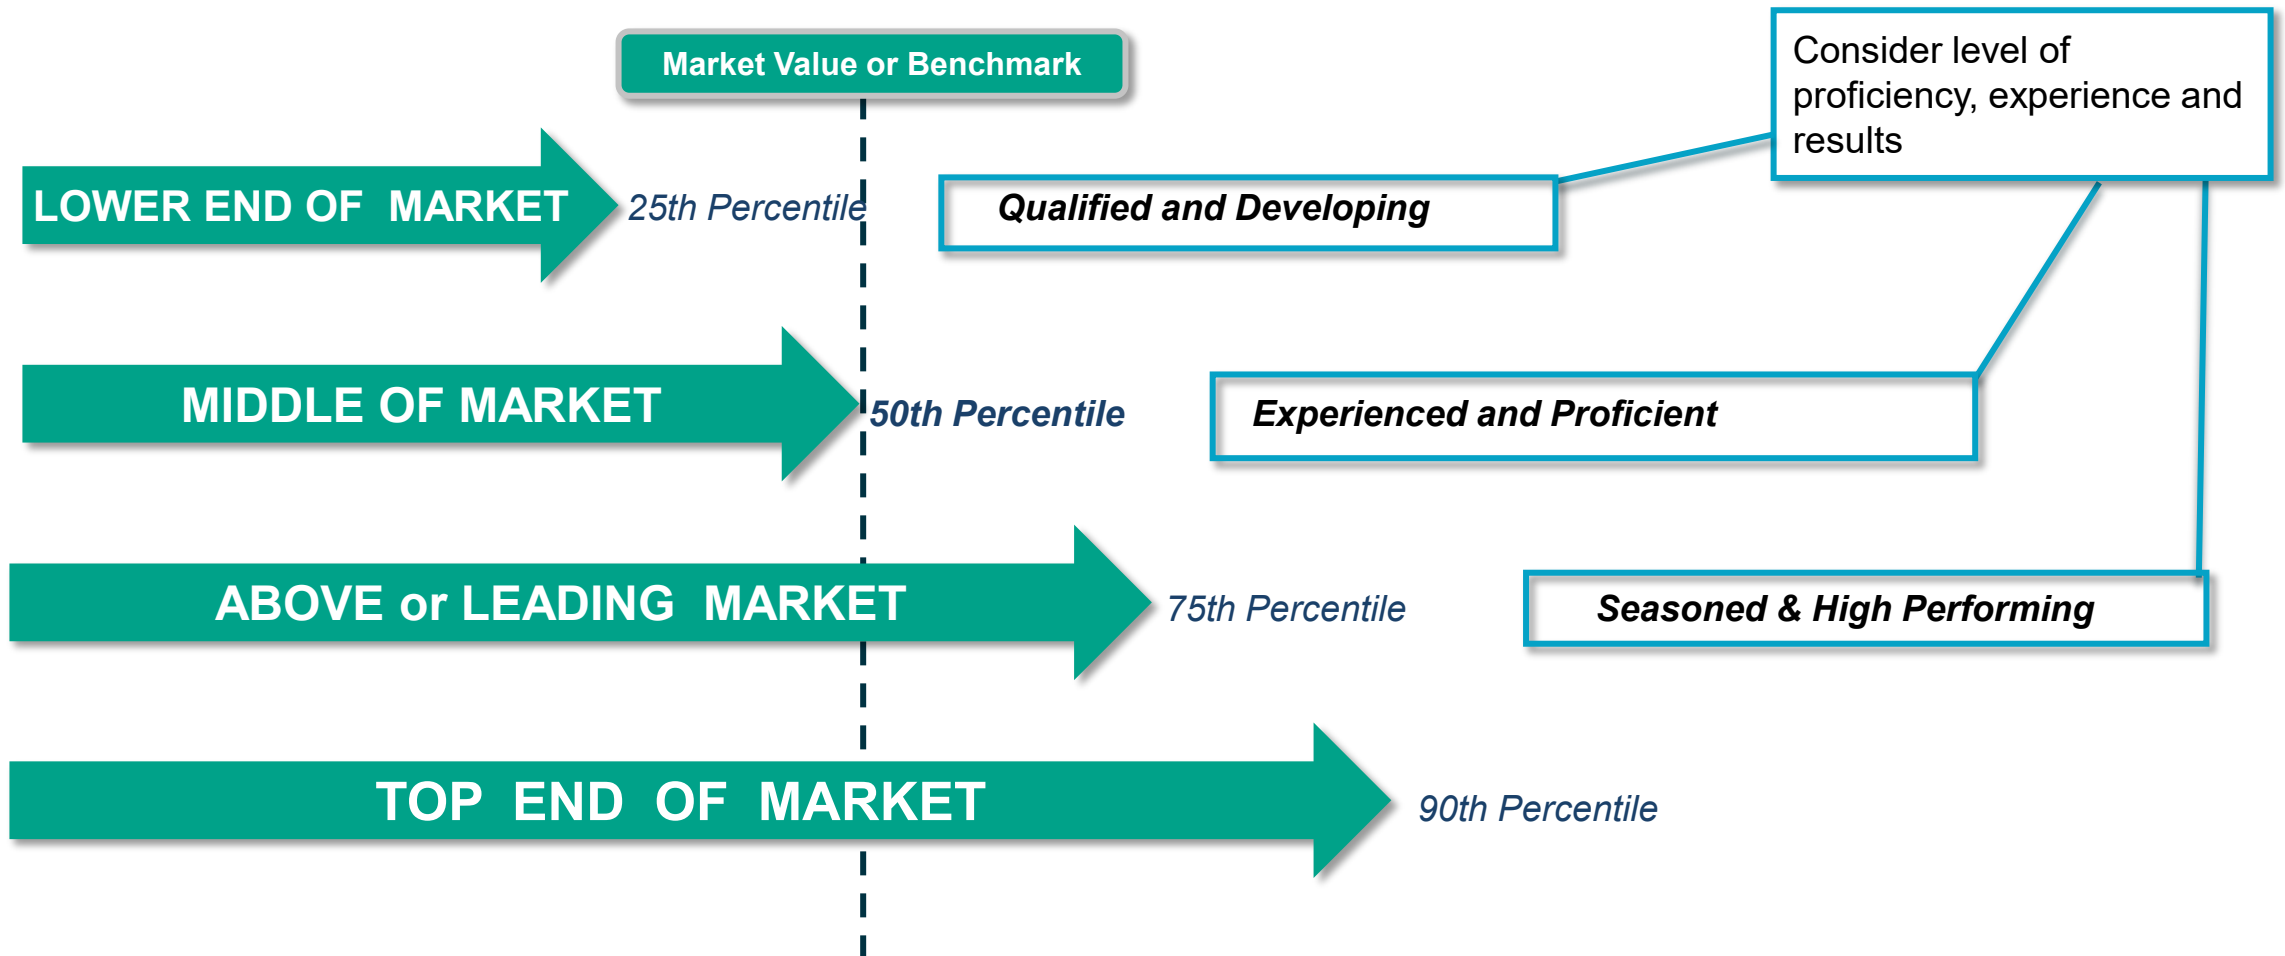 Market Value or Benchmark
Consider level of
proficiency, experience and
results
LOWER END OF MARKET
25th Percentile
Qualified and Developing
MIDDLE OF MARKET
50th Percentile
Experienced and Proficient
ABOVE or LEADING MARKET
75th Percentile
Seasoned & High Performing
TOP END OF MARKET
90th Percentile